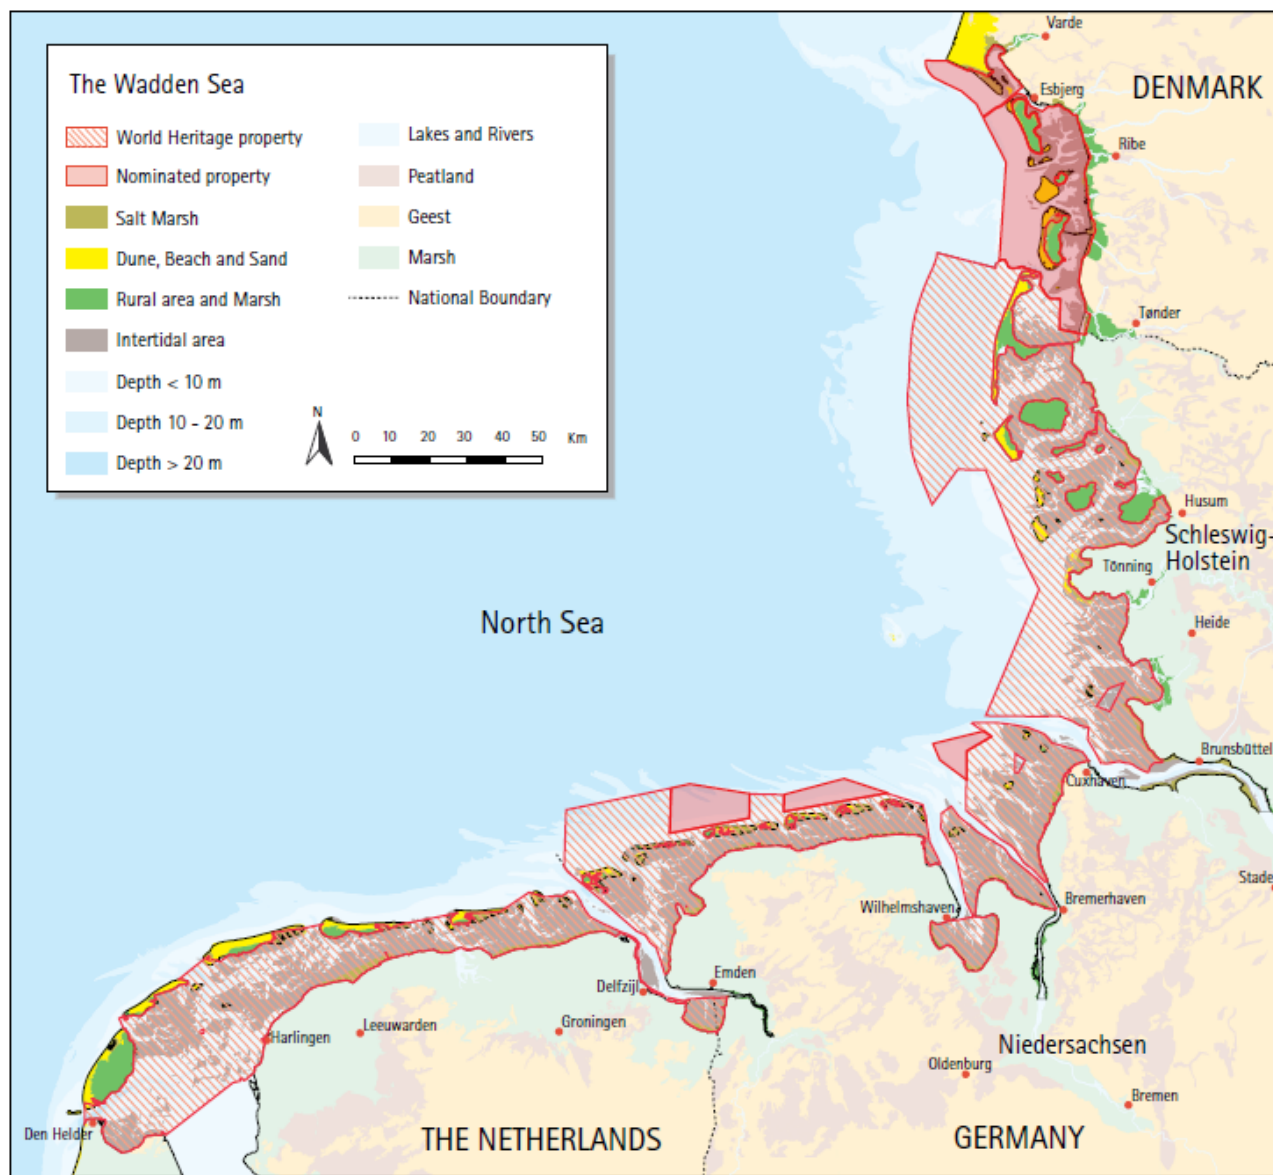 The Wadden Sea
World Heritage property
Nominated property
Salt Marsh
Dune, Beach and Sand
Rural area and Marsh
Intertidal area
Depth < 10 m
Depth 10 - 20 m
Depth > 20 m
Lakes and Rivers
Peatland
Geest
Marsh
National Boundary
N
0 10 20 30 40 50 Km
Varde
DENMARK
Esbjerg
Ribe
Tønder
Husum
Schleswig-
Holstein
Tönning
North Sea
Heide
Brunsbüttel
Cuxhaven
Stade
Bremerhaven
Wilhelmshaven
Emden
Delfzijl
Groningen
Leeuwarden
Harlingen
Niedersachsen
Oldenburg
Bremen
Den Helder
THE NETHERLANDS
GERMANY